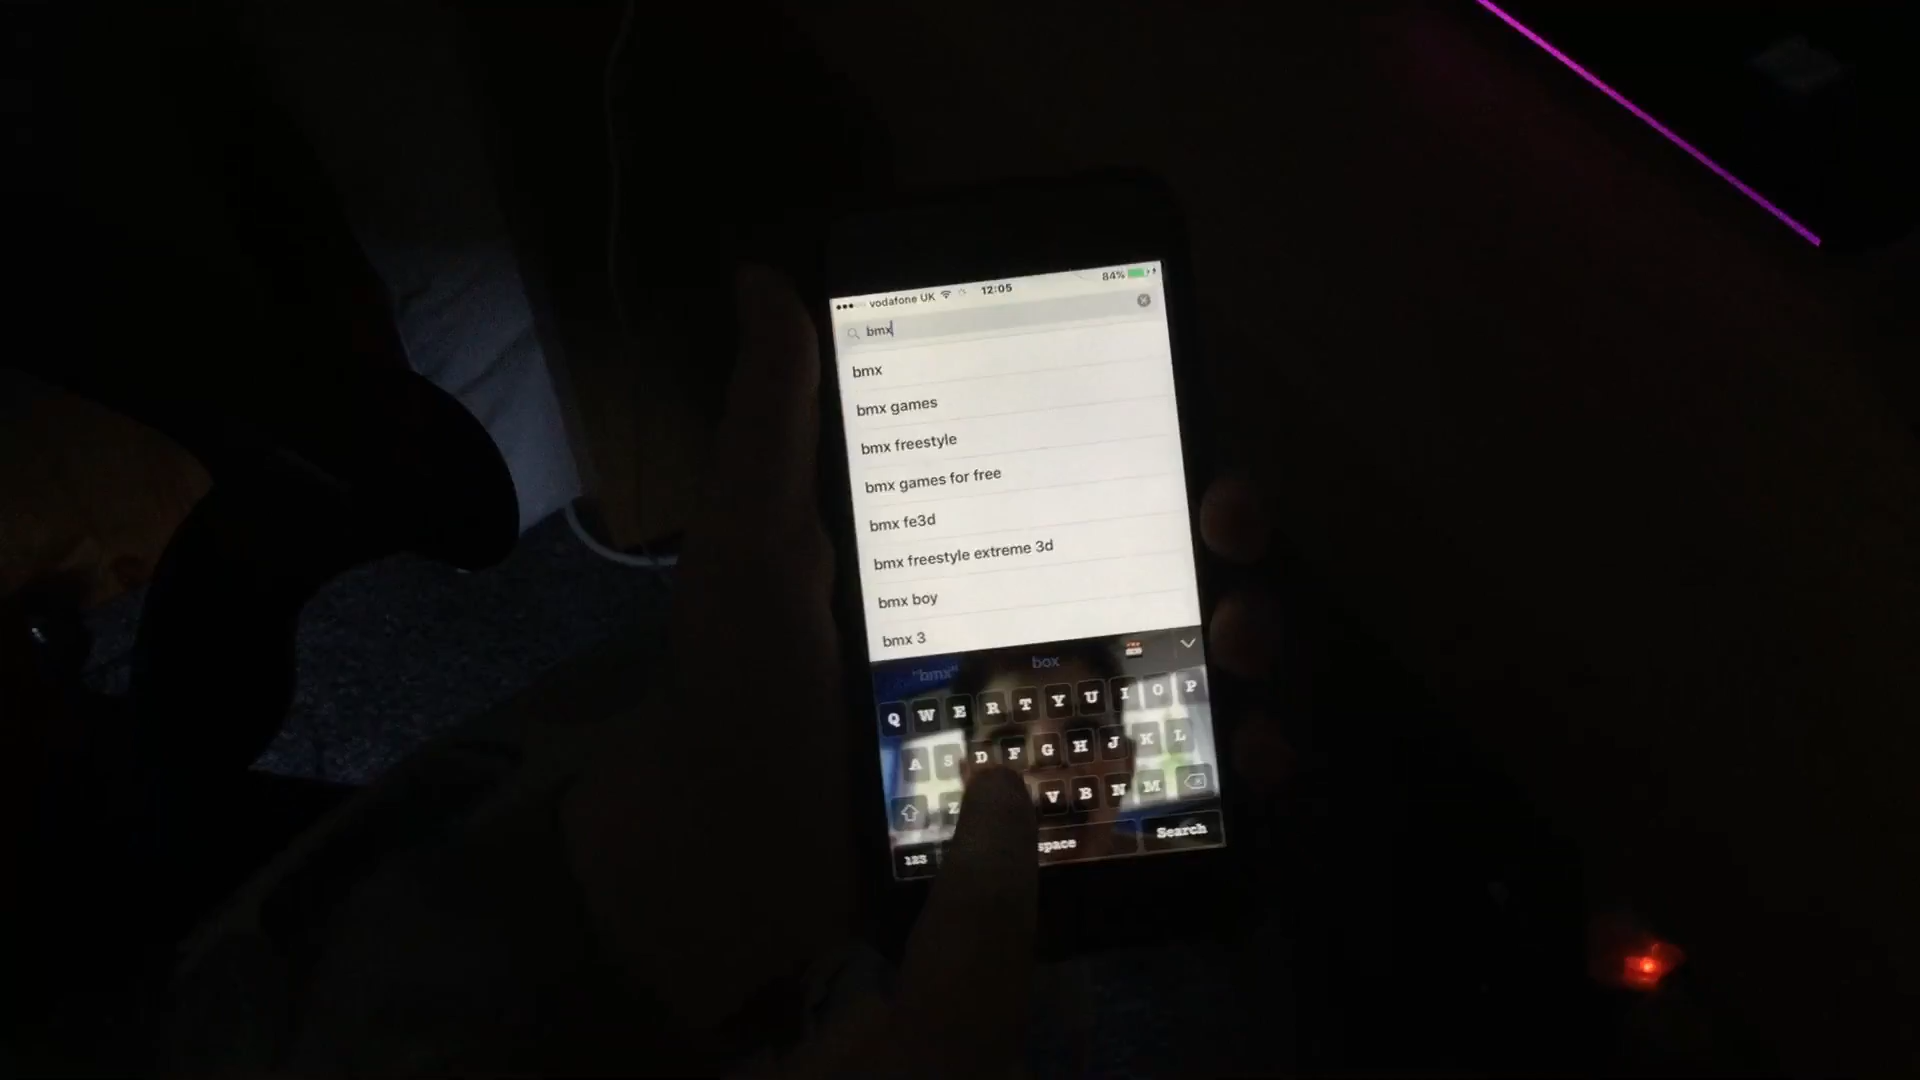 vodafone UK 12:05 84%
bmx
bmx
bmx games
bmx freestyle
bmx games for free
bmx fe3d
bmx freestyle extreme 3d
bmx boy
bmx 3
"bmx" box
Q W E R T Y U I O P
A S D F G H J K L
Z V B N M
123 space Search